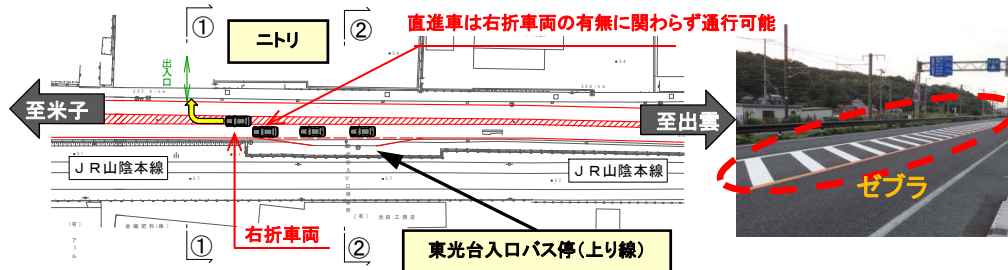 直進車は右折車両の有無に関わらず通行可能
①
②
ニトリ
出入口
至米子
至出雲
ＪＲ山陰本線
ＪＲ山陰本線
ゼブラ
①
右折車両
②
東光台入口バス停(上り線)